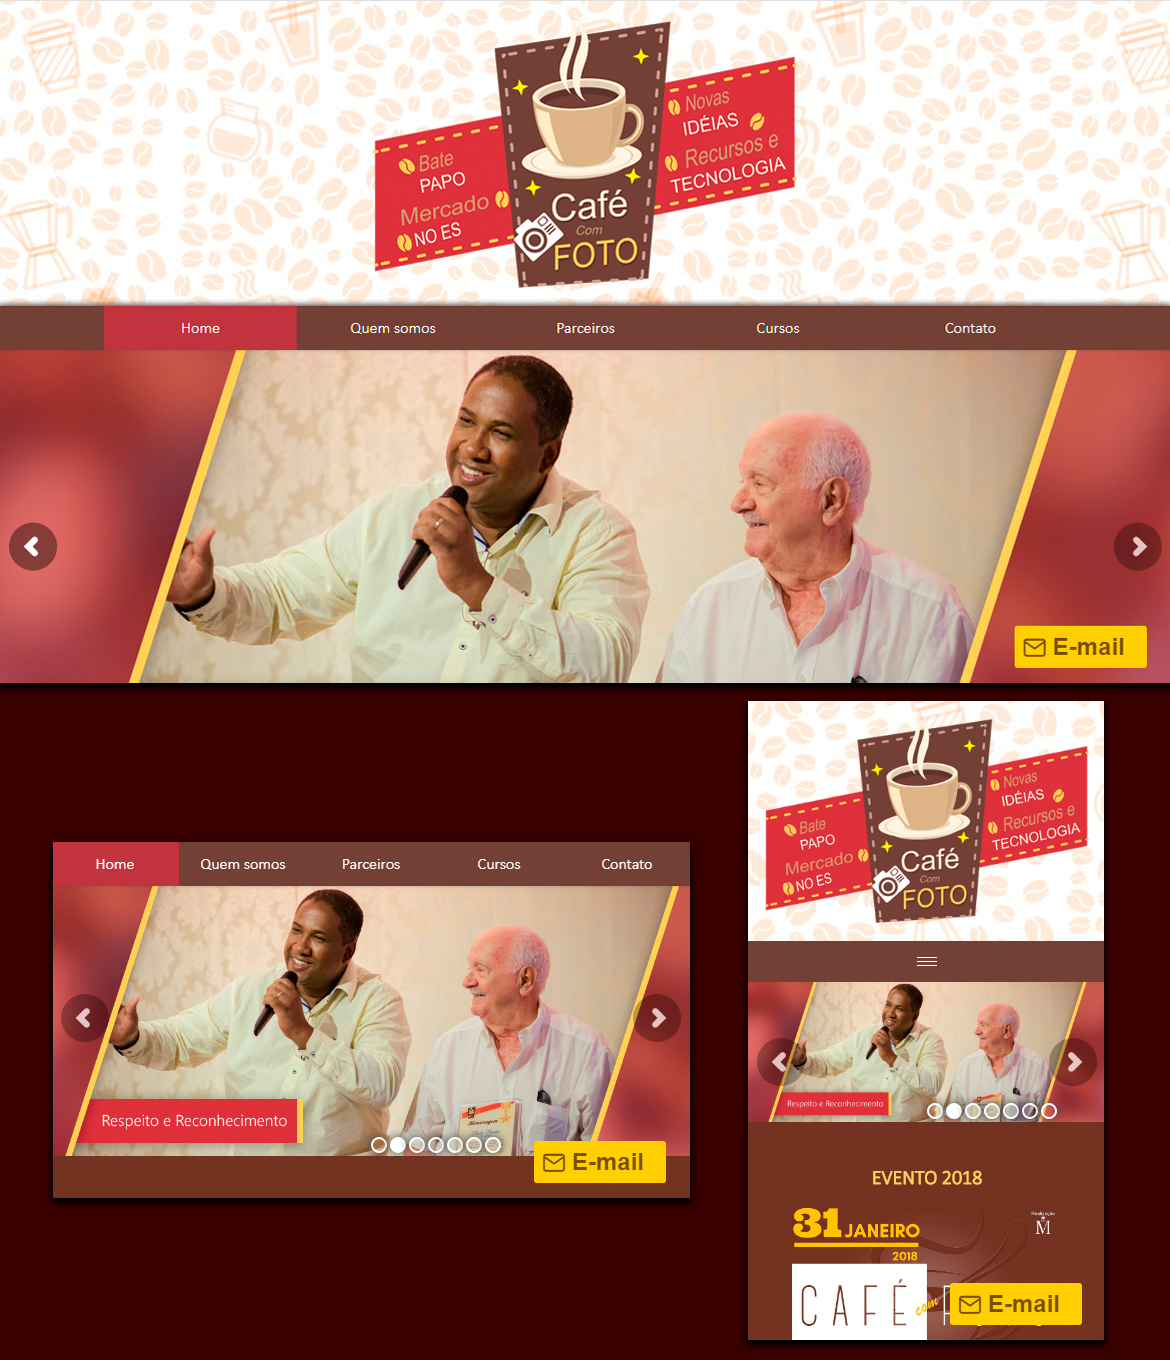 Bate
PAPO
Mercado
NO ES
Café
Com
FOTO
Novas
IDÉIAS
Recursos e
TECNOLOGIA
Home
Quem somos
Parceiros
Cursos
Contato
E-mail
Home
Quem somos
Parceiros
Cursos
Contato
Respeito e Reconhecimento
Homenagem
E-mail
Bate
PAPO
Mercado
NO ES
Café
Com
FOTO
Novas
IDÉIAS
Recursos e
TECNOLOGIA
Respeito e Reconhecimento
EVENTO 2018
31 JANEIRO
2018
Realização
M
CAFÉ com
E-mail